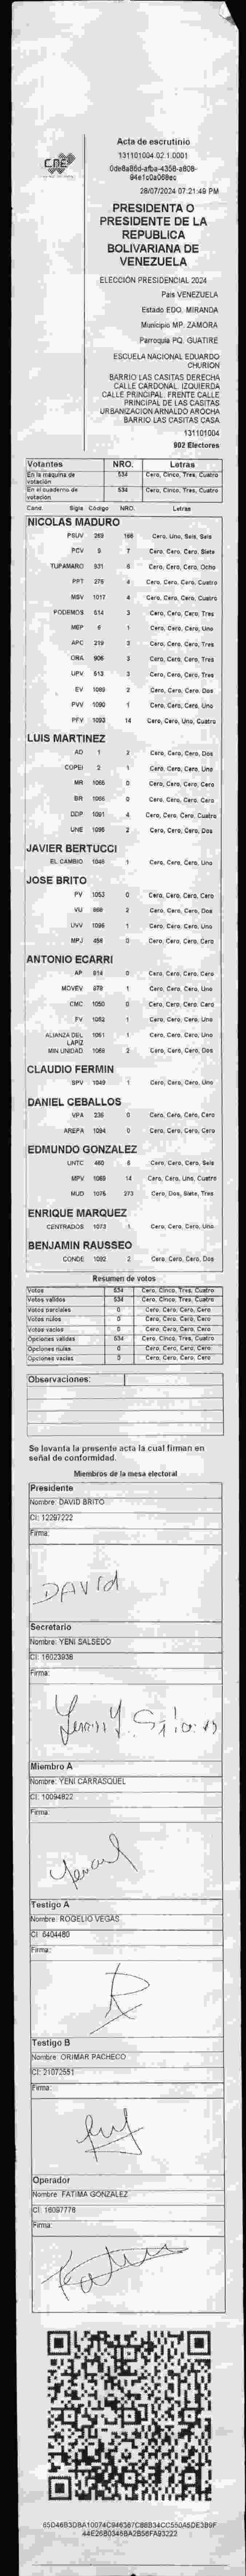 CNE
Acta de escrutinio
131101004.02.1.0001
28/07/2024 07:21:49 PM
PRESIDENTA O
PRESIDENTE DE LA
REPUBLICA
BOLIVARIANA DE
VENEZUELA
ELECCIÓN PRESIDENCIAL 2024
País VENEZUELA
Estado EDO. MIRANDA
Municipio MP. ZAMORA
Parroquia PQ. GUATIRE
ESCUELA NACIONAL EDUARDO
CHURION
BARRIO LAS CASITAS DERECHA
CALLE CARDONAL. IZQUIERDA
CALLE PRINCIPAL. FRENTE CALLE
PRINCIPAL DE LAS CASITAS
URBANIZACION ARNALDO AROCHA
BARRIO LAS CASITAS CASA
131101004
902 Electores
Votantes NRO. Letras
En la máquina de votación 534 Cero, Cinco, Tres, Cuatro
En el cuaderno de votación 534 Cero, Cinco, Tres, Cuatro
Cand. Sigla Código NRO. Letras
NICOLAS MADURO
PSUV 269 166 Cero, Uno, Seis, Seis
PCV 5 7 Cero, Cero, Cero, Siete
TUPAMARO 931 Cero, Cero, Cero, Ocho
PPT 275 4 Cero, Cero, Cero, Cuatro
MSV 1017 4 Cero, Cero, Cero, Cuatro
PODEMOS 614 3 Cero, Cero, Cero, Tres
MEP 6 1 Cero, Cero, Cero, Uno
APC 219 3 Cero, Cero, Cero, Tres
ORA 906 3 Cero, Cero, Cero, Tres
UPV 513 3 Cero, Cero, Cero, Tres
EV 1089 2 Cero, Cero, Cero, Dos
PVV 1090 1 Cero, Cero, Cero, Uno
PFV 1093 14 Cero, Cero, Uno, Cuatro
LUIS MARTINEZ
AD 1 2 Cero, Cero, Cero, Dos
COPEI 2 1 Cero, Cero, Cero, Uno
MR 1065 0 Cero, Cero, Cero, Cero
BR 1066 0 Cero, Cero, Cero, Cero
DDP 1091 4 Cero, Cero, Cero, Cuatro
UNE 1095 2 Cero, Cero, Cero, Dos
JAVIER BERTUCCI
EL CAMBIO 1046 1 Cero, Cero, Cero, Uno
JOSE BRITO
PV 1053 0 Cero, Cero, Cero, Cero
VU 868 2 Cero, Cero, Cero, Dos
UVV 1096 1 Cero, Cero, Cero, Uno
MPJ 458 0 Cero, Cero, Cero, Cero
ANTONIO ECARRI
AP 814 0 Cero, Cero, Cero, Cero
MOVEV 879 1 Cero, Cero, Cero, Uno
CMC 1050 0 Cero, Cero, Cero, Cero
FV 1052 1 Cero, Cero, Cero, Uno
ALIANZA DEL LAPIZ 1061 1 Cero, Cero, Cero, Uno
MIN UNIDAD 1068 2 Cero, Cero, Cero, Dos
CLAUDIO FERMIN
SPV 1049 1 Cero, Cero, Cero, Uno
DANIEL CEBALLOS
VPA 236 0 Cero, Cero, Cero, Cero
AREPA 1094 0 Cero, Cero, Cero, Cero
EDMUNDO GONZALEZ
UNTC 460 6 Cero, Cero, Cero, Seis
MPV 1069 14 Cero, Cero, Uno, Cuatro
MUD 1075 273 Cero, Dos, Siete, Tres
ENRIQUE MARQUEZ
CENTRADOS 1073 1 Cero, Cero, Cero, Uno
BENJAMIN RAUSSEO
CONDE 1092 2 Cero, Cero, Cero, Dos
Resumen de votos
Votos 534 Cero, Cinco, Tres, Cuatro
Votos válidos 534 Cero, Cinco, Tres, Cuatro
Votos parciales 0 Cero, Cero, Cero, Cero
Votos nulos 0 Cero, Cero, Cero, Cero
Votos vacíos 0 Cero, Cero, Cero, Cero
Opciones válidas 534 Cero, Cinco, Tres, Cuatro
Opciones nulas 0 Cero, Cero, Cero, Cero
Opciones vacías 0 Cero, Cero, Cero, Cero
Observaciones:
Se levanta la presente acta la cual firman en
señal de conformidad.
Miembros de la mesa electoral
Presidente
Nombre: DAVID BRITO
CI: 12297222
Firma:
DAVId
Secretario
Nombre: YENI SALSEDO
CI: 16023938
Firma:
Miembro A
Nombre: YENI CARRASQUEL
CI: 10094822
Firma:
Testigo A
Nombre: ROGELIO VEGAS
CI: 6404480
Firma:
Testigo B
Nombre: ORIMAR PACHECO
CI: 21072551
Firma:
Operador
Nombre: FATIMA GONZALEZ
CI: 16097778
Firma: